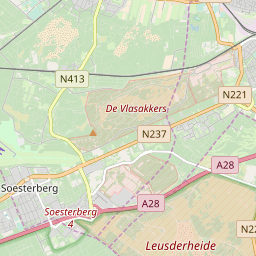 N413
N221
De Vlasakkers
N237
A28
Soesterberg
A28
Soesterberg
4
Leusderheide
N22